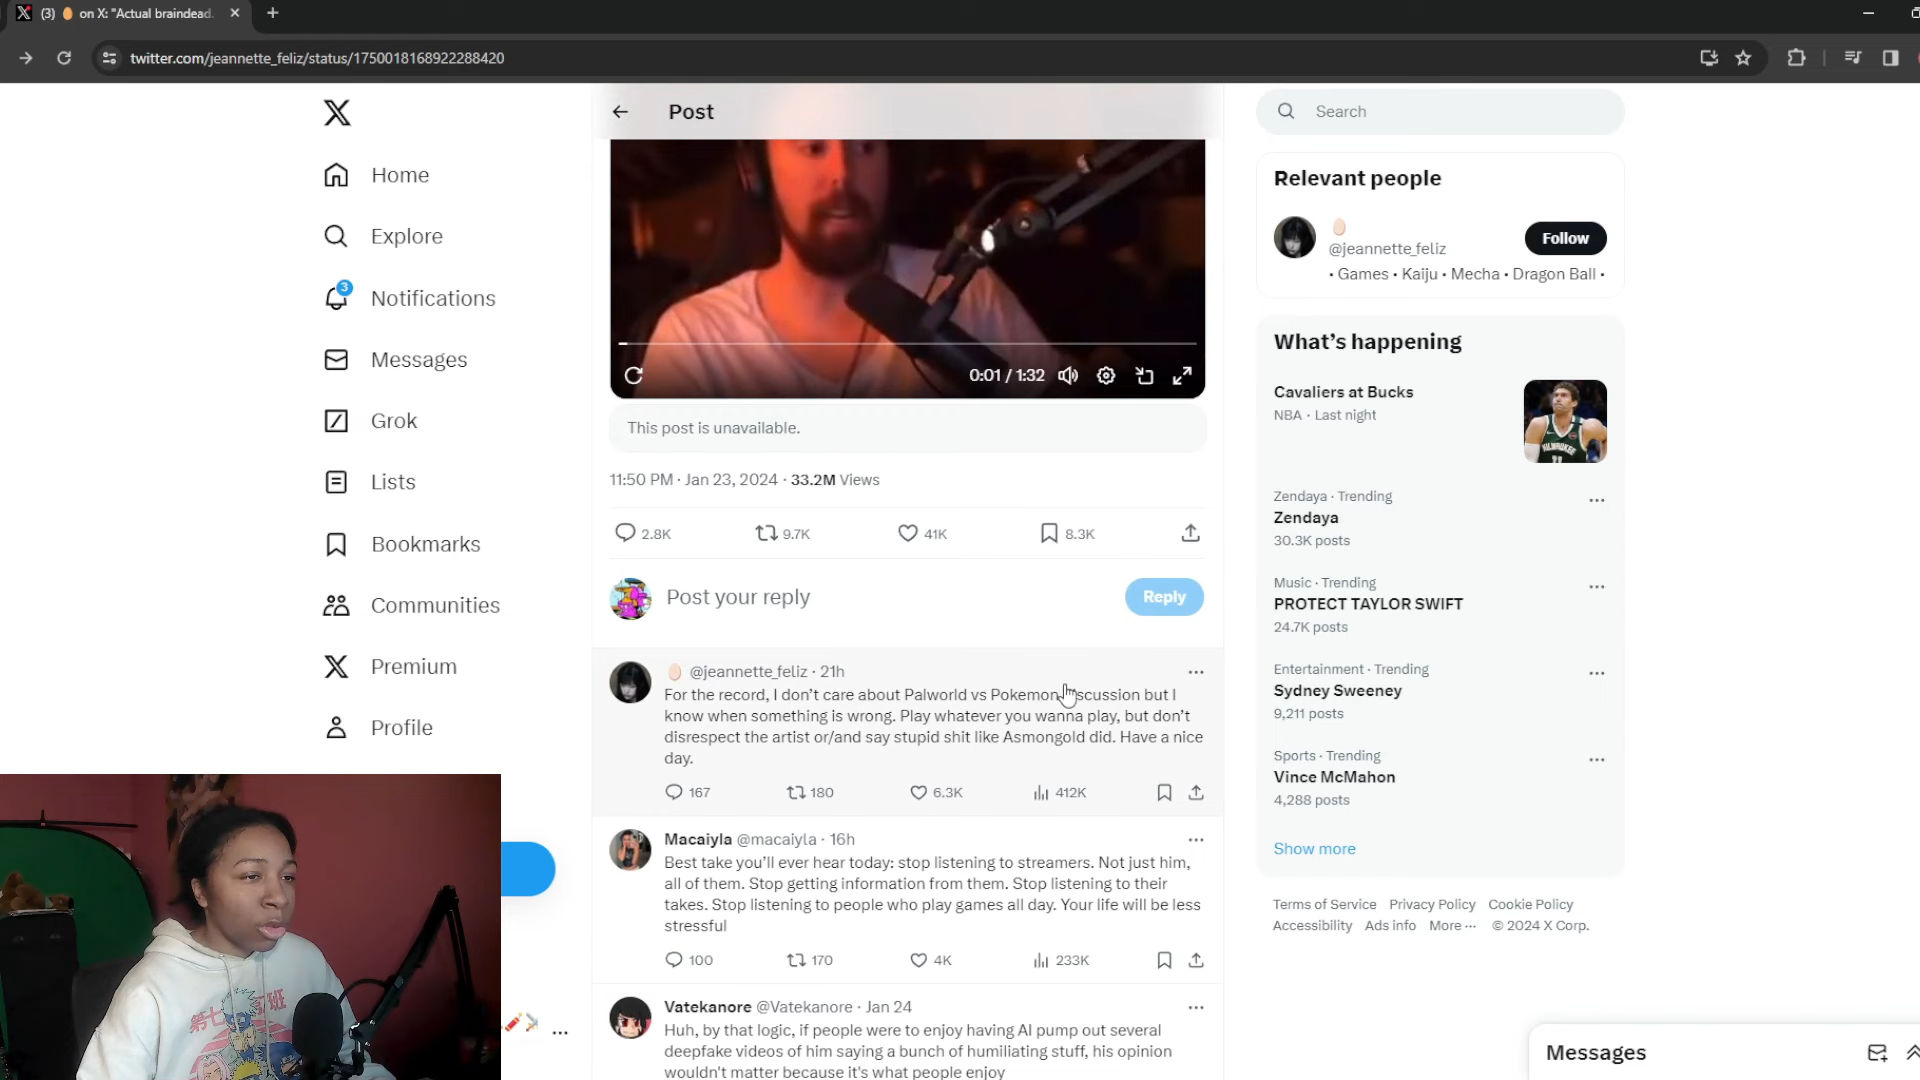 (3) 🥚 on X: "Actual braindead.
twitter.com/jeannette_feliz/status/1750018168922288420
Post
Search
Home
Explore
3
Notifications
Messages
Grok
Lists
Bookmarks
Communities
Premium
Profile
0:01 / 1:32
This post is unavailable.
11:50 PM · Jan 23, 2024 · 33.2M Views
2.8K 9.7K 41K 8.3K
Post your reply
Reply
🥚 @jeannette_feliz · 21h
For the record, I don't care about Palworld vs Pokemon discussion but I
know when something is wrong. Play whatever you wanna play, but don't
disrespect the artist or/and say stupid shit like Asmongold did. Have a nice
day.
167 180 6.3K 412K
Macaiyla @macaiyla · 16h
Best take you'll ever hear today: stop listening to streamers. Not just him,
all of them. Stop getting information from them. Stop listening to their
takes. Stop listening to people who play games all day. Your life will be less
stressful
100 170 4K 233K
Vatekanore @Vatekanore · Jan 24
Huh, by that logic, if people were to enjoy having AI pump out several
deepfake videos of him saying a bunch of humiliating stuff, his opinion
wouldn't matter because it's what people enjoy
Relevant people
🥚
@jeannette_feliz
Follow
• Games • Kaiju • Mecha • Dragon Ball •
What's happening
Cavaliers at Bucks
NBA · Last night
Zendaya · Trending
Zendaya
30.3K posts
Music · Trending
PROTECT TAYLOR SWIFT
24.7K posts
Entertainment · Trending
Sydney Sweeney
9,211 posts
Sports · Trending
Vince McMahon
4,288 posts
Show more
Terms of Service Privacy Policy Cookie Policy
Accessibility Ads info More ··· © 2024 X Corp.
Messages
第七班